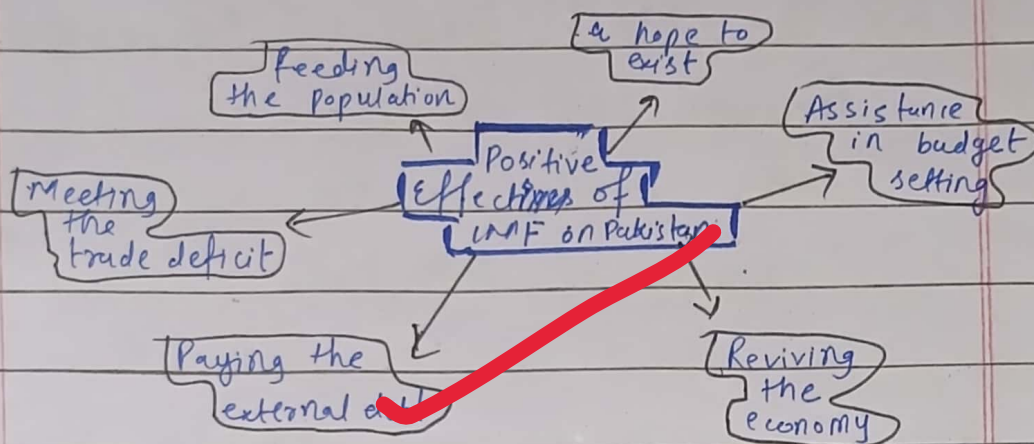 a hope to
exist
Feeding
the population
Assistance
in budget
setting
Positive
Effectives of
IMF on Pakistan
Meeting
the
trade deficit
Paying the
external
Reviving
the
economy